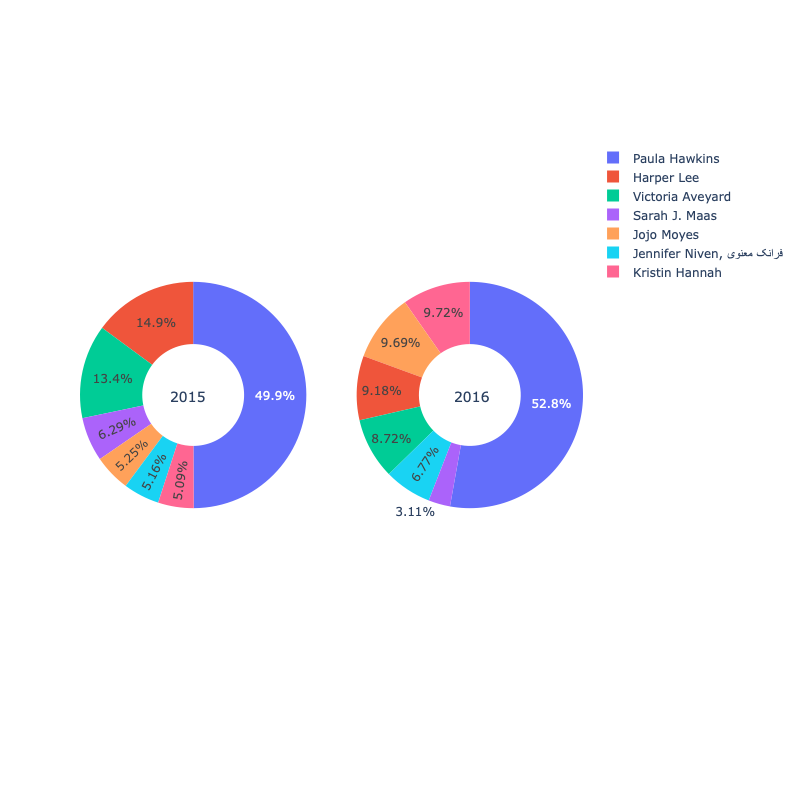 Paula Hawkins
Harper Lee
Victoria Aveyard
Sarah J. Maas
Jojo Moyes
Jennifer Niven, فرانک معنوی
Kristin Hannah
14.9%
13.4%
6.29%
5.25%
5.16%
5.09%
49.9%
2015
9.72%
9.69%
9.18%
8.72%
6.77%
3.11%
52.8%
2016